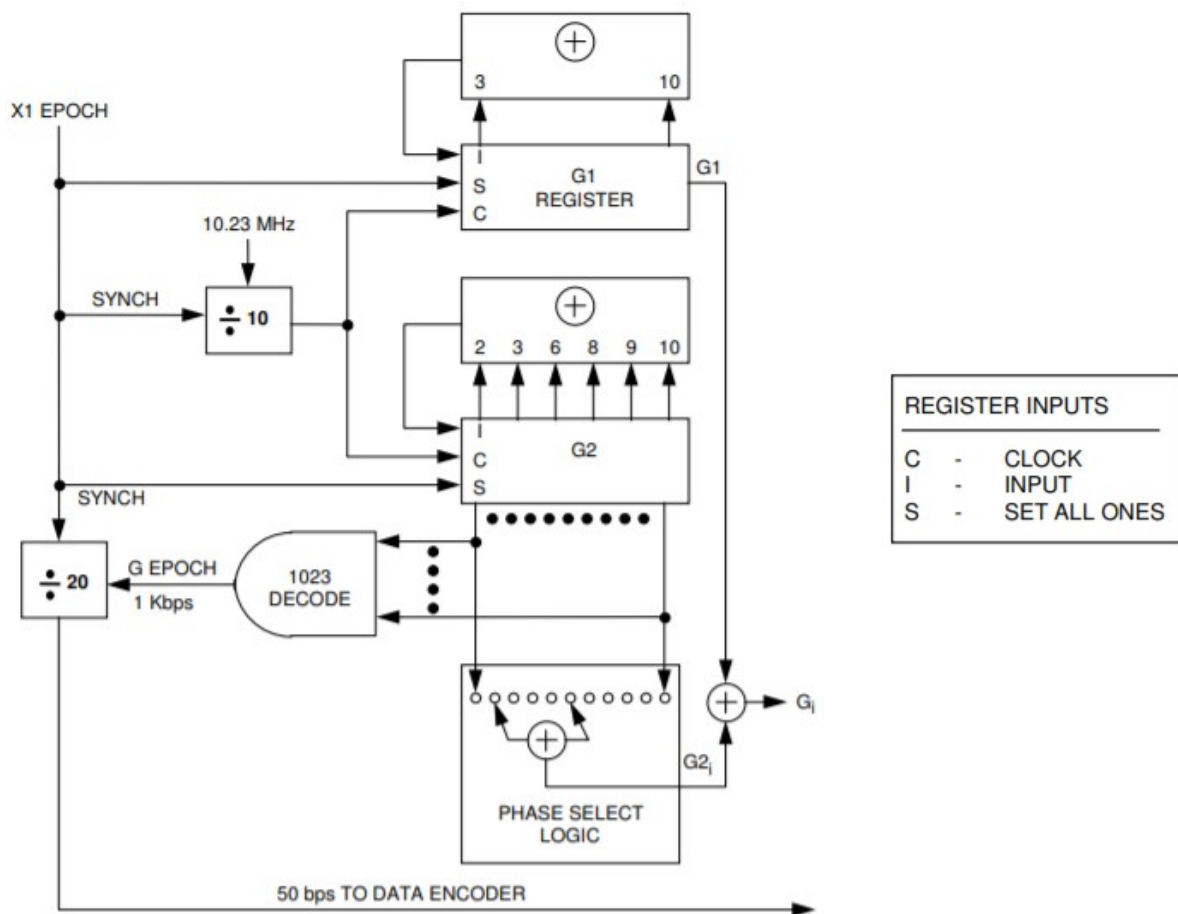 3 10
X1 EPOCH
I
S
C
G1
REGISTER
G1
10.23 MHz
SYNCH
÷ 10
2 3 6 8 9 10
I
C
S
G2
SYNCH
÷ 20
G EPOCH
1 Kbps
1023
DECODE
REGISTER INPUTS
C - CLOCK
I - INPUT
S - SET ALL ONES
Gi
G2i
PHASE SELECT
LOGIC
50 bps TO DATA ENCODER